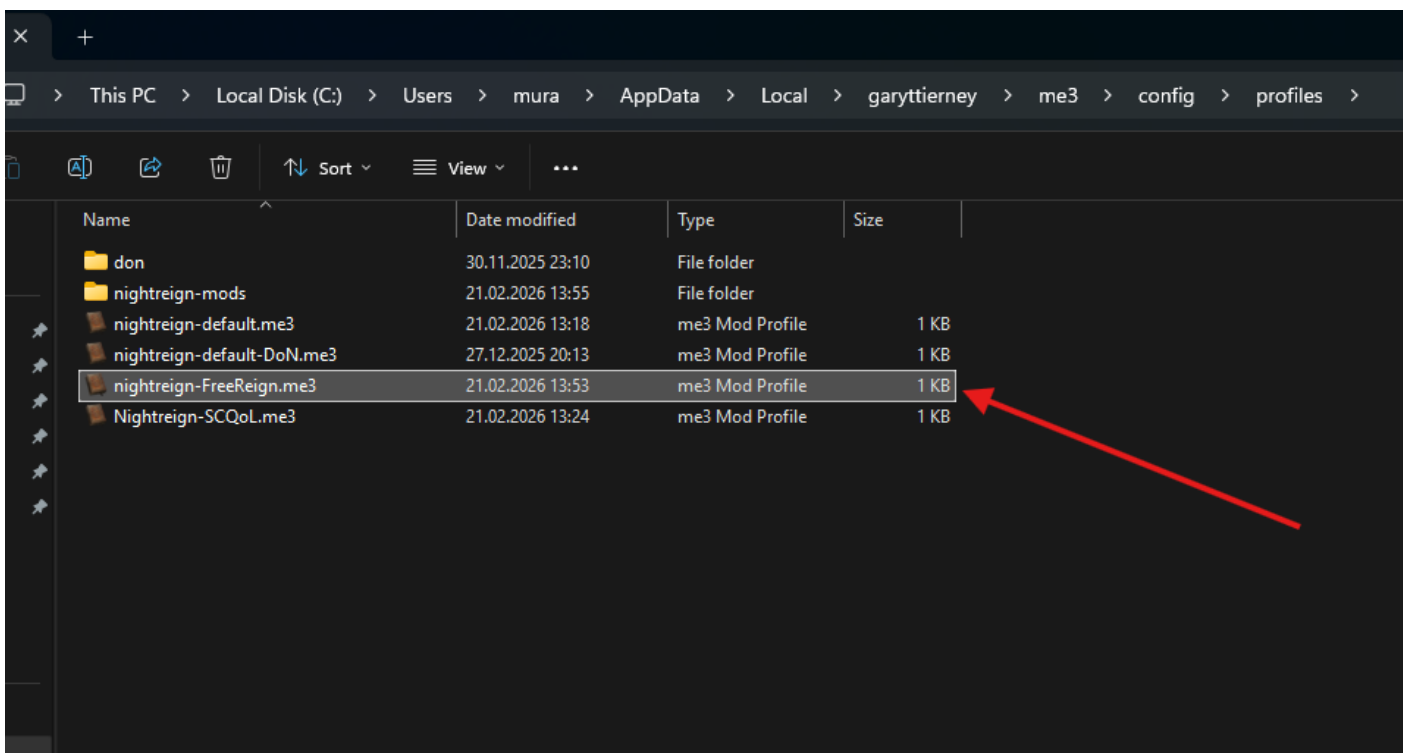 This PC > Local Disk (C:) > Users > mura > AppData > Local > garyttierney > me3 > config > profiles >
Sort View
Name Date modified Type Size
don 30.11.2025 23:10 File folder
nightreign-mods 21.02.2026 13:55 File folder
nightreign-default.me3 21.02.2026 13:18 me3 Mod Profile 1 KB
nightreign-default-DoN.me3 27.12.2025 20:13 me3 Mod Profile 1 KB
nightreign-FreeReign.me3 21.02.2026 13:53 me3 Mod Profile 1 KB
Nightreign-SCQoL.me3 21.02.2026 13:24 me3 Mod Profile 1 KB